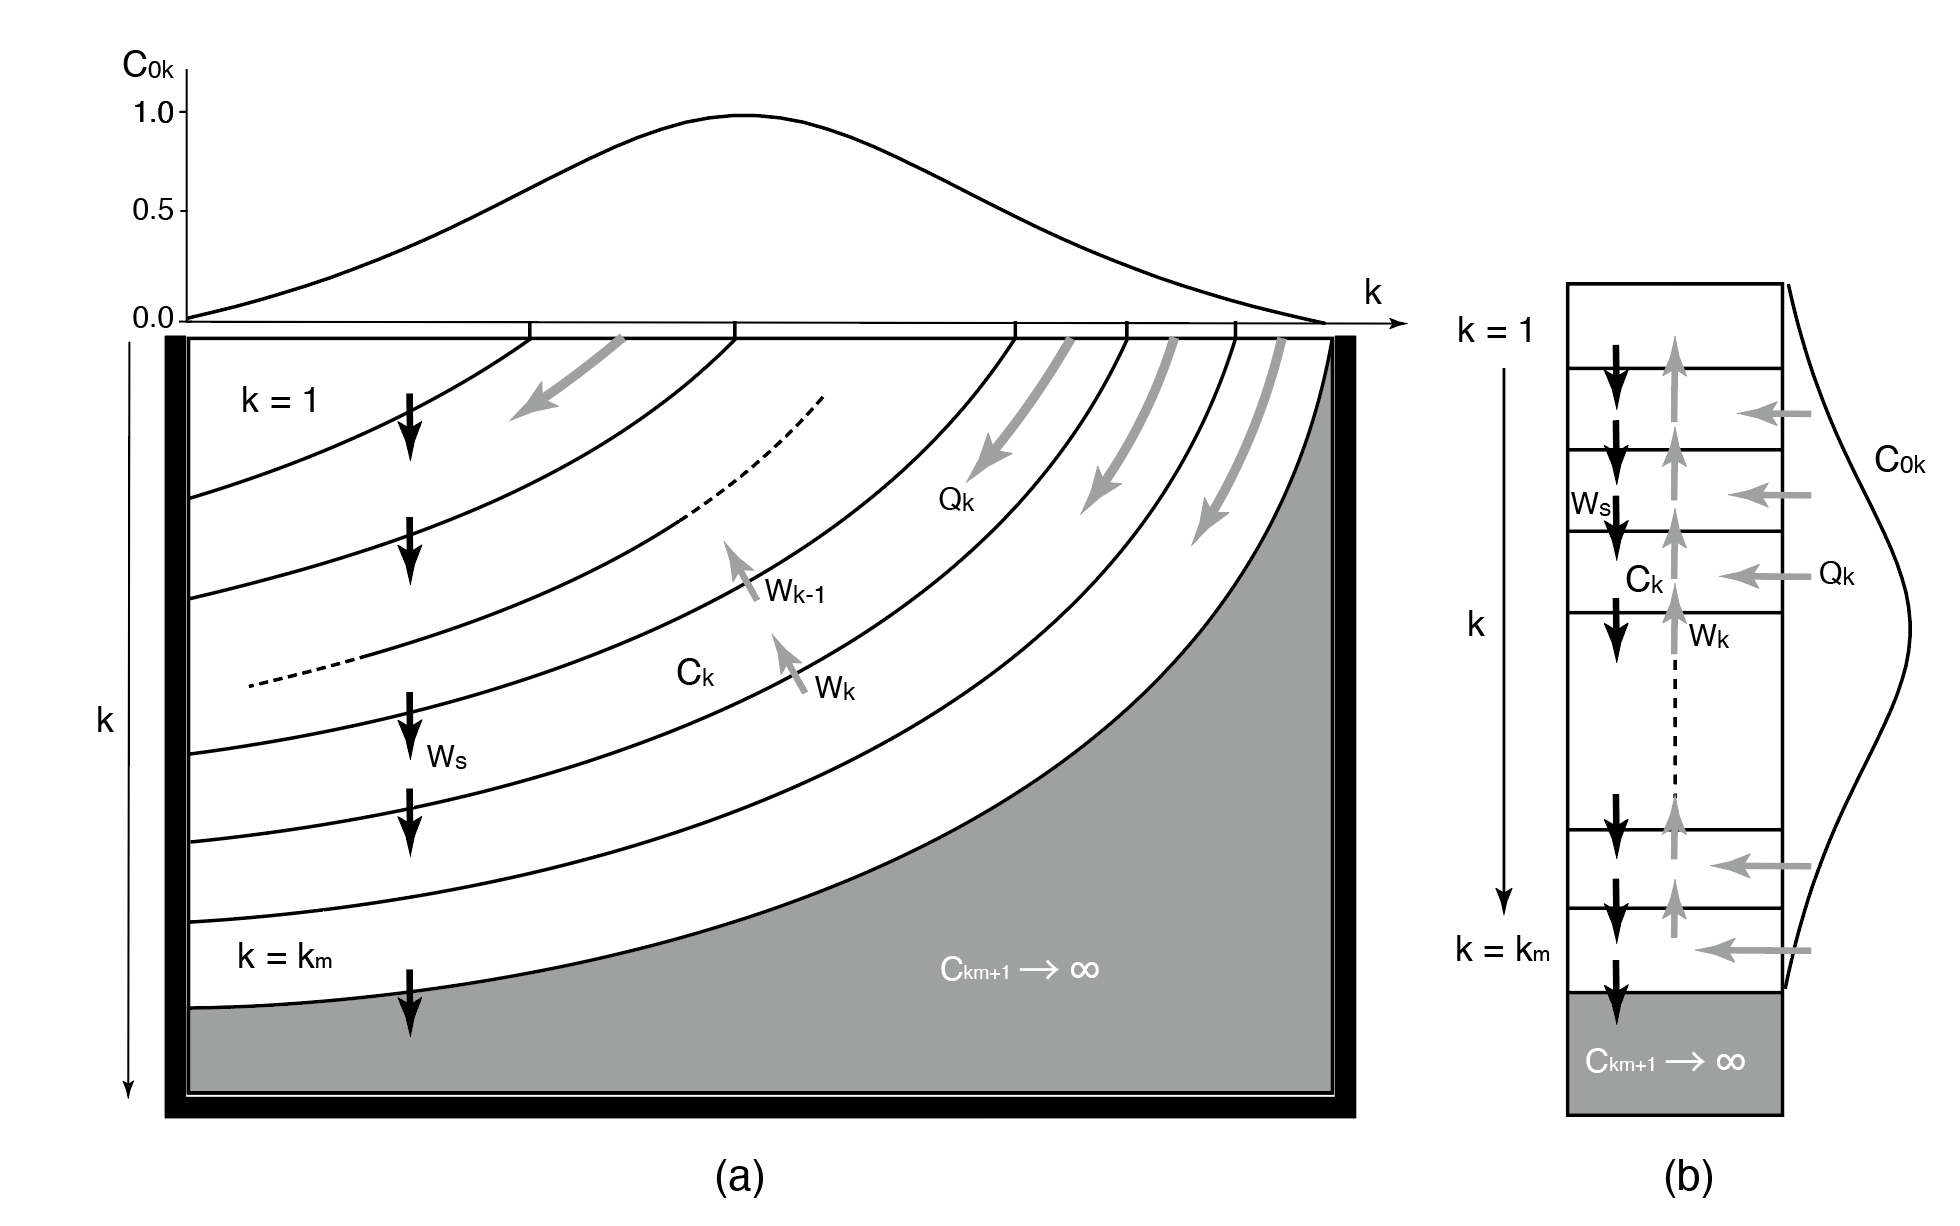 C0k
1.0
0.5
0.0
k
k = 1
Qk
Wk-1
Ck
Wk
k
Ws
k = km
Ckm+1 → ∞
(a)
k = 1
C0k
Ws
Ck
Qk
k
Wk
k = km
Ckm+1 → ∞
(b)